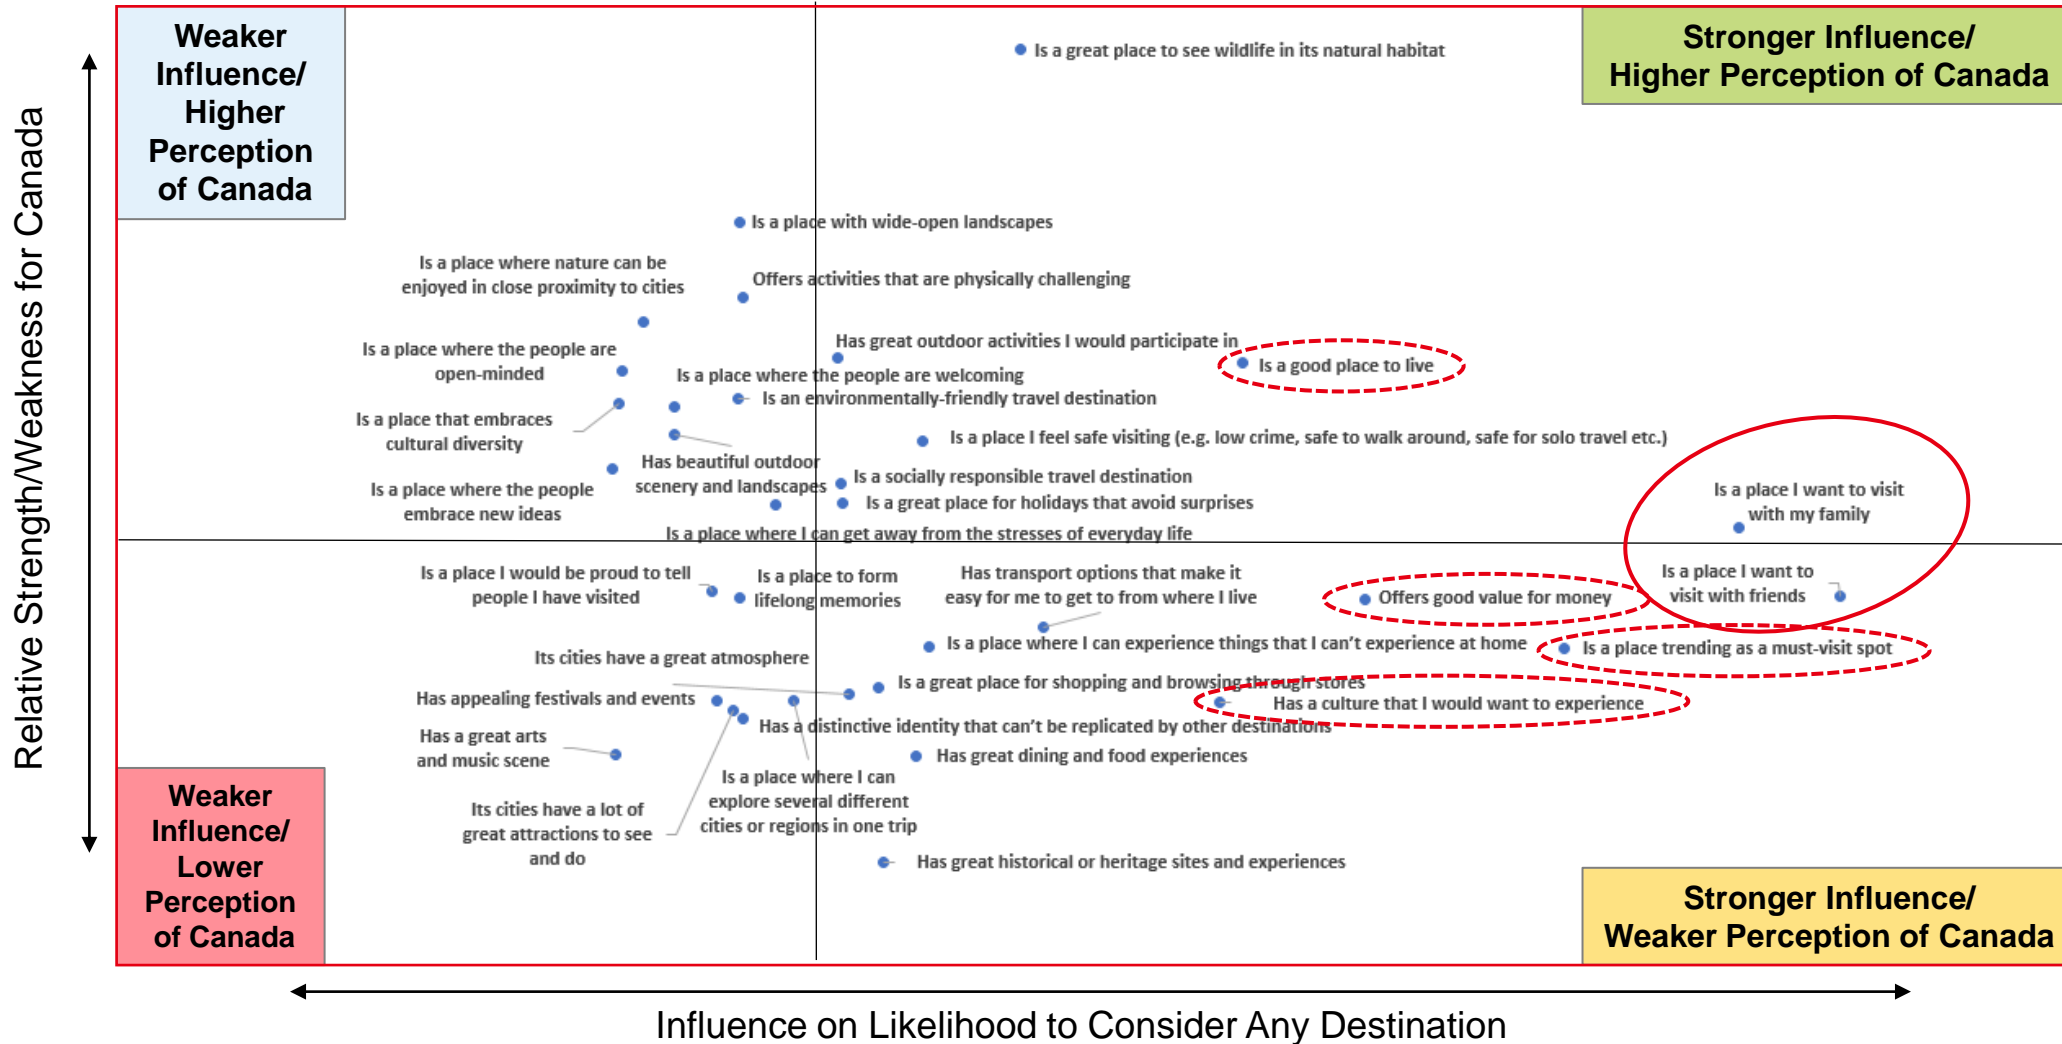 Weaker
Influence/
Higher
Perception
of Canada
Stronger Influence/
Higher Perception of Canada
Relative Strength/Weakness for Canada
Is a great place to see wildlife in its natural habitat
Is a place with wide-open landscapes
Is a place where nature can be
enjoyed in close proximity to cities
Offers activities that are physically challenging
Has great outdoor activities I would participate in
Is a place where the people are
open-minded
Is a good place to live
Is a place where the people are welcoming
Is an environmentally-friendly travel destination
Is a place that embraces
cultural diversity
Is a place I feel safe visiting (e.g. low crime, safe to walk around, safe for solo travel etc.)
Has beautiful outdoor
scenery and landscapes
Is a socially responsible travel destination
Is a place where the people
embrace new ideas
Is a great place for holidays that avoid surprises
Is a place I want to visit
with my family
Is a place where I can get away from the stresses of everyday life
Is a place I would be proud to tell
people I have visited
Is a place to form
lifelong memories
Has transport options that make it
easy for me to get to from where I live
Offers good value for money
Is a place I want to
visit with friends
Is a place where I can experience things that I can't experience at home
Is a place trending as a must-visit spot
Its cities have a great atmosphere
Is a great place for shopping and browsing through stores
Has appealing festivals and events
Has a culture that I would want to experience
Has a distinctive identity that can't be replicated by other destinations
Has a great arts
and music scene
Has great dining and food experiences
Is a place where I can
explore several different
cities or regions in one trip
Its cities have a lot of
great attractions to see
and do
Has great historical or heritage sites and experiences
Weaker
Influence/
Lower
Perception
of Canada
Stronger Influence/
Weaker Perception of Canada
Influence on Likelihood to Consider Any Destination